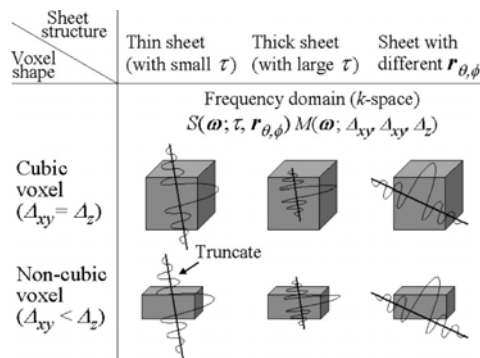 Sheet
structure
Voxel
shape
Thin sheet
(with small τ)
Thick sheet
(with large τ)
Sheet with
different r_θ,ϕ
Frequency domain (k-space)
S(ω; τ, r_θ,ϕ) M(ω; Δ_xy, Δ_xy, Δ_z)
Cubic
voxel
(Δ_xy = Δ_z)
Truncate
Non-cubic
voxel
(Δ_xy < Δ_z)